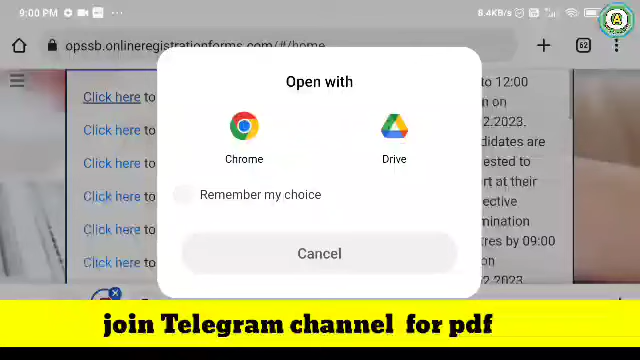 9:00 PM
8.4KB/s
opssb.onlineregistrationforms.com/#/home
62
Click here to
Click here to
Click here to
Click here to
Click here to
Click here to
Open with
Chrome
Drive
Remember my choice
Cancel
to 12:00
on
2.2023.
didates are
ested to
rt at their
ective
mination
tres by 09:00
on
2.2023.
join Telegram channel for pdf